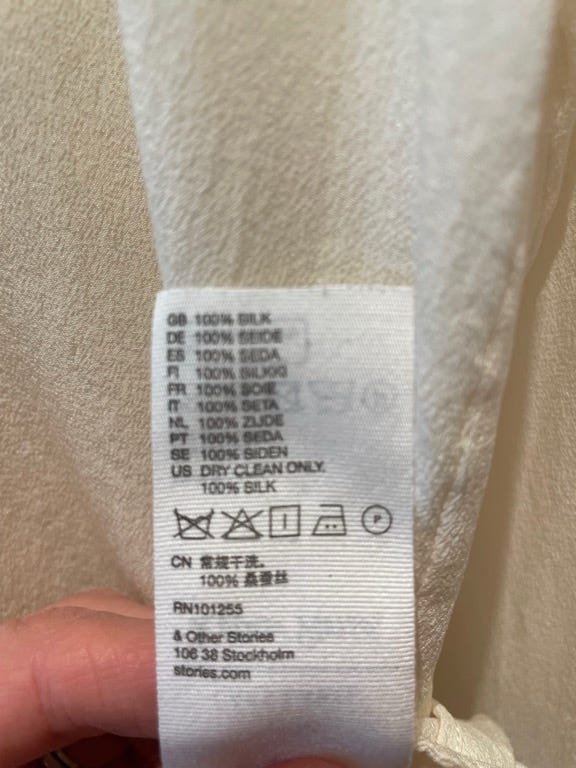 GB 100% SILK
DE 100% SEIDE
ES 100% SEDA
FI 100% SILKKI
FR 100% SOIE
IT 100% SETA
NL 100% ZIJDE
PT 100% SEDA
SE 100% SIDEN
US DRY CLEAN ONLY.
100% SILK
P
CN 常规干洗。
100% 桑蚕丝
RN101255
& Other Stories
106 38 Stockholm
stories.com